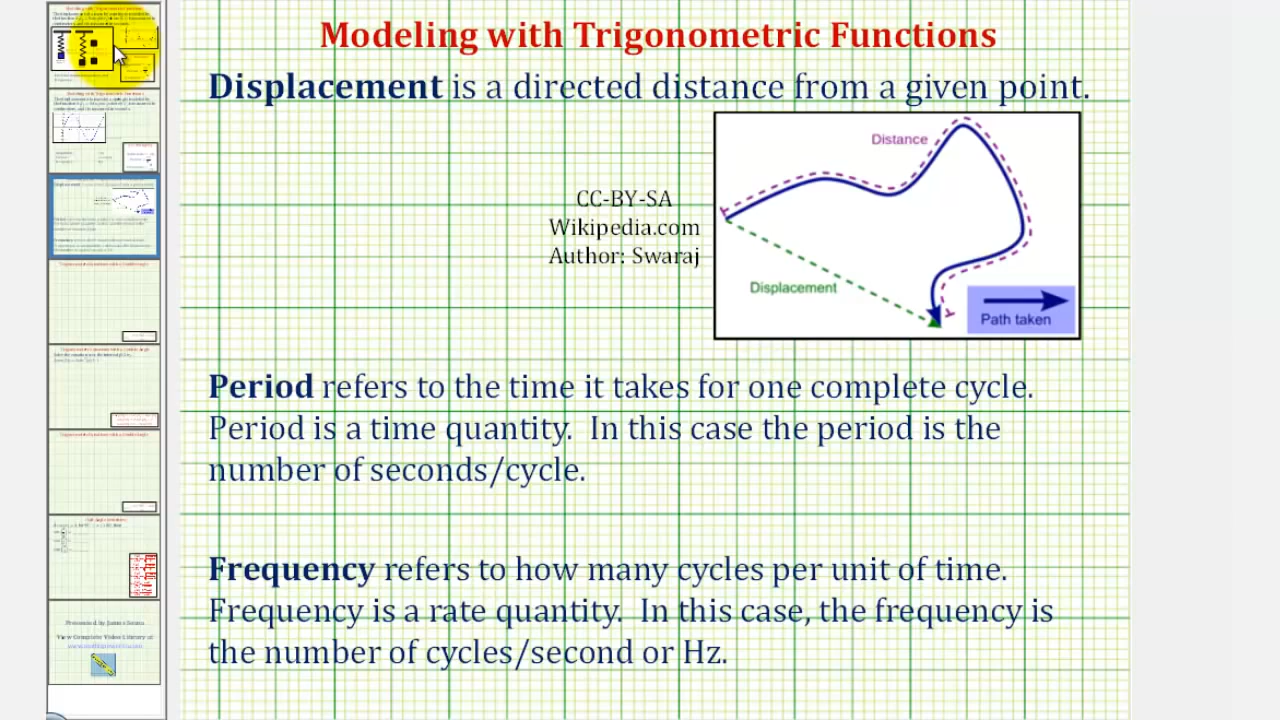 Modeling with Trigonometric Functions
Displacement is a directed distance from a given point.
Distance
CC-BY-SA
Wikipedia.com
Author: Swaraj
Displacement
Path taken
Period refers to the time it takes for one complete cycle.
Period is a time quantity.  In this case the period is the
number of seconds/cycle.
Frequency refers to how many cycles per unit of time.
Frequency is a rate quantity.  In this case, the frequency is
the number of cycles/second or Hz.